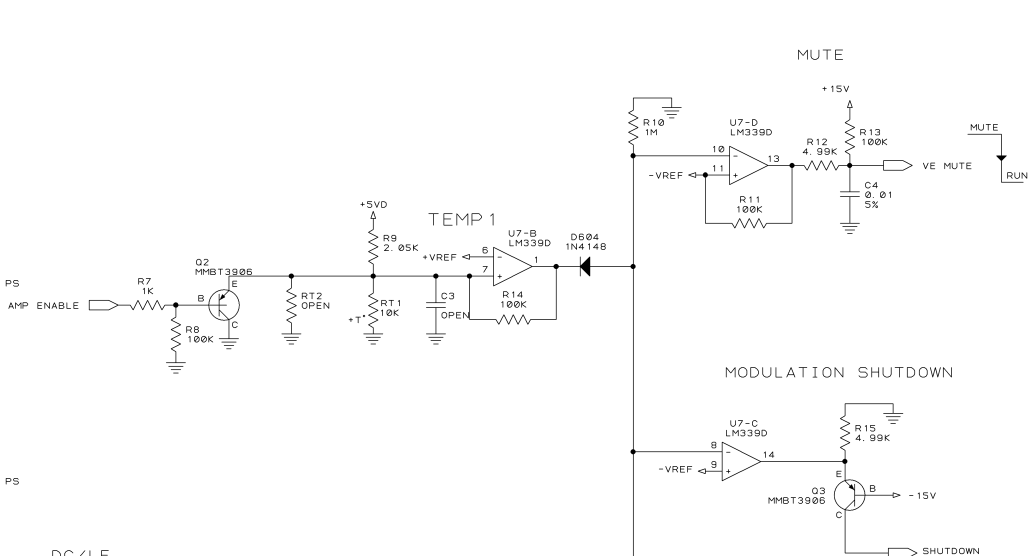 MUTE
+15V
R10
1M
U7-D
LM339D
R12
4.99K
R13
100K
MUTE
10
-
13
11
+
-VREF
VE MUTE
RUN
R11
100K
C4
0.01
5%
+5VD
TEMP 1
R9
2.05K
U7-B
LM339D
D604
1N4148
+VREF
6
-
1
7
+
Q2
MMBT3906
E
B
C
PS
AMP ENABLE
R7
1K
R8
100K
RT2
OPEN
+T°
RT1
10K
C3
OPEN
R14
100K
MODULATION SHUTDOWN
U7-C
LM339D
R15
4.99K
8
-
14
9
+
-VREF
PS
E
Q3
MMBT3906
B
-15V
C
SHUTDOWN